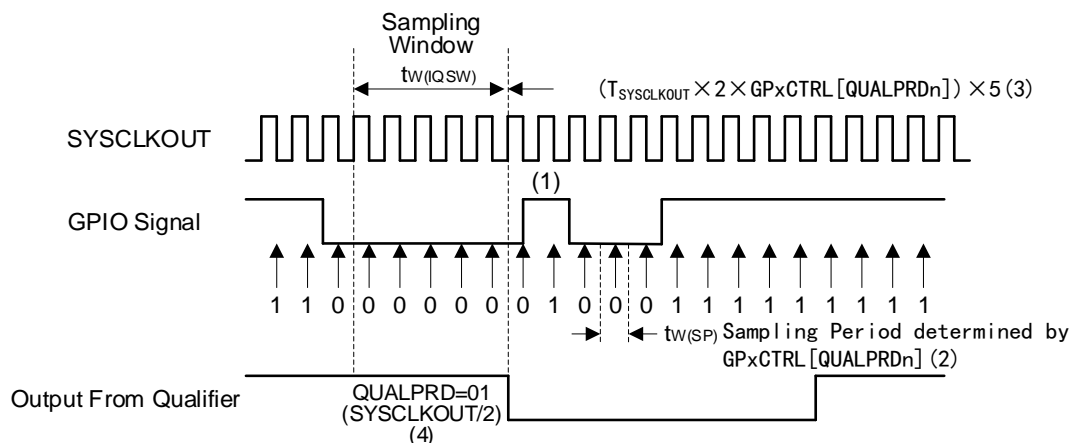 Sampling
Window
tW(IQSW)
(TSYSCLKOUT×2×GPxCTRL[QUALPRDn])×5(3)
SYSCLKOUT
(1)
GPIO Signal
1 1 0 0 0 0 0 0 0 1 0 0 0 1 1 1 1 1 1 1 1 1
tW(SP) Sampling Period determined by
GPxCTRL[QUALPRDn](2)
Output From Qualifier
QUALPRD=01
(SYSCLKOUT/2)
(4)